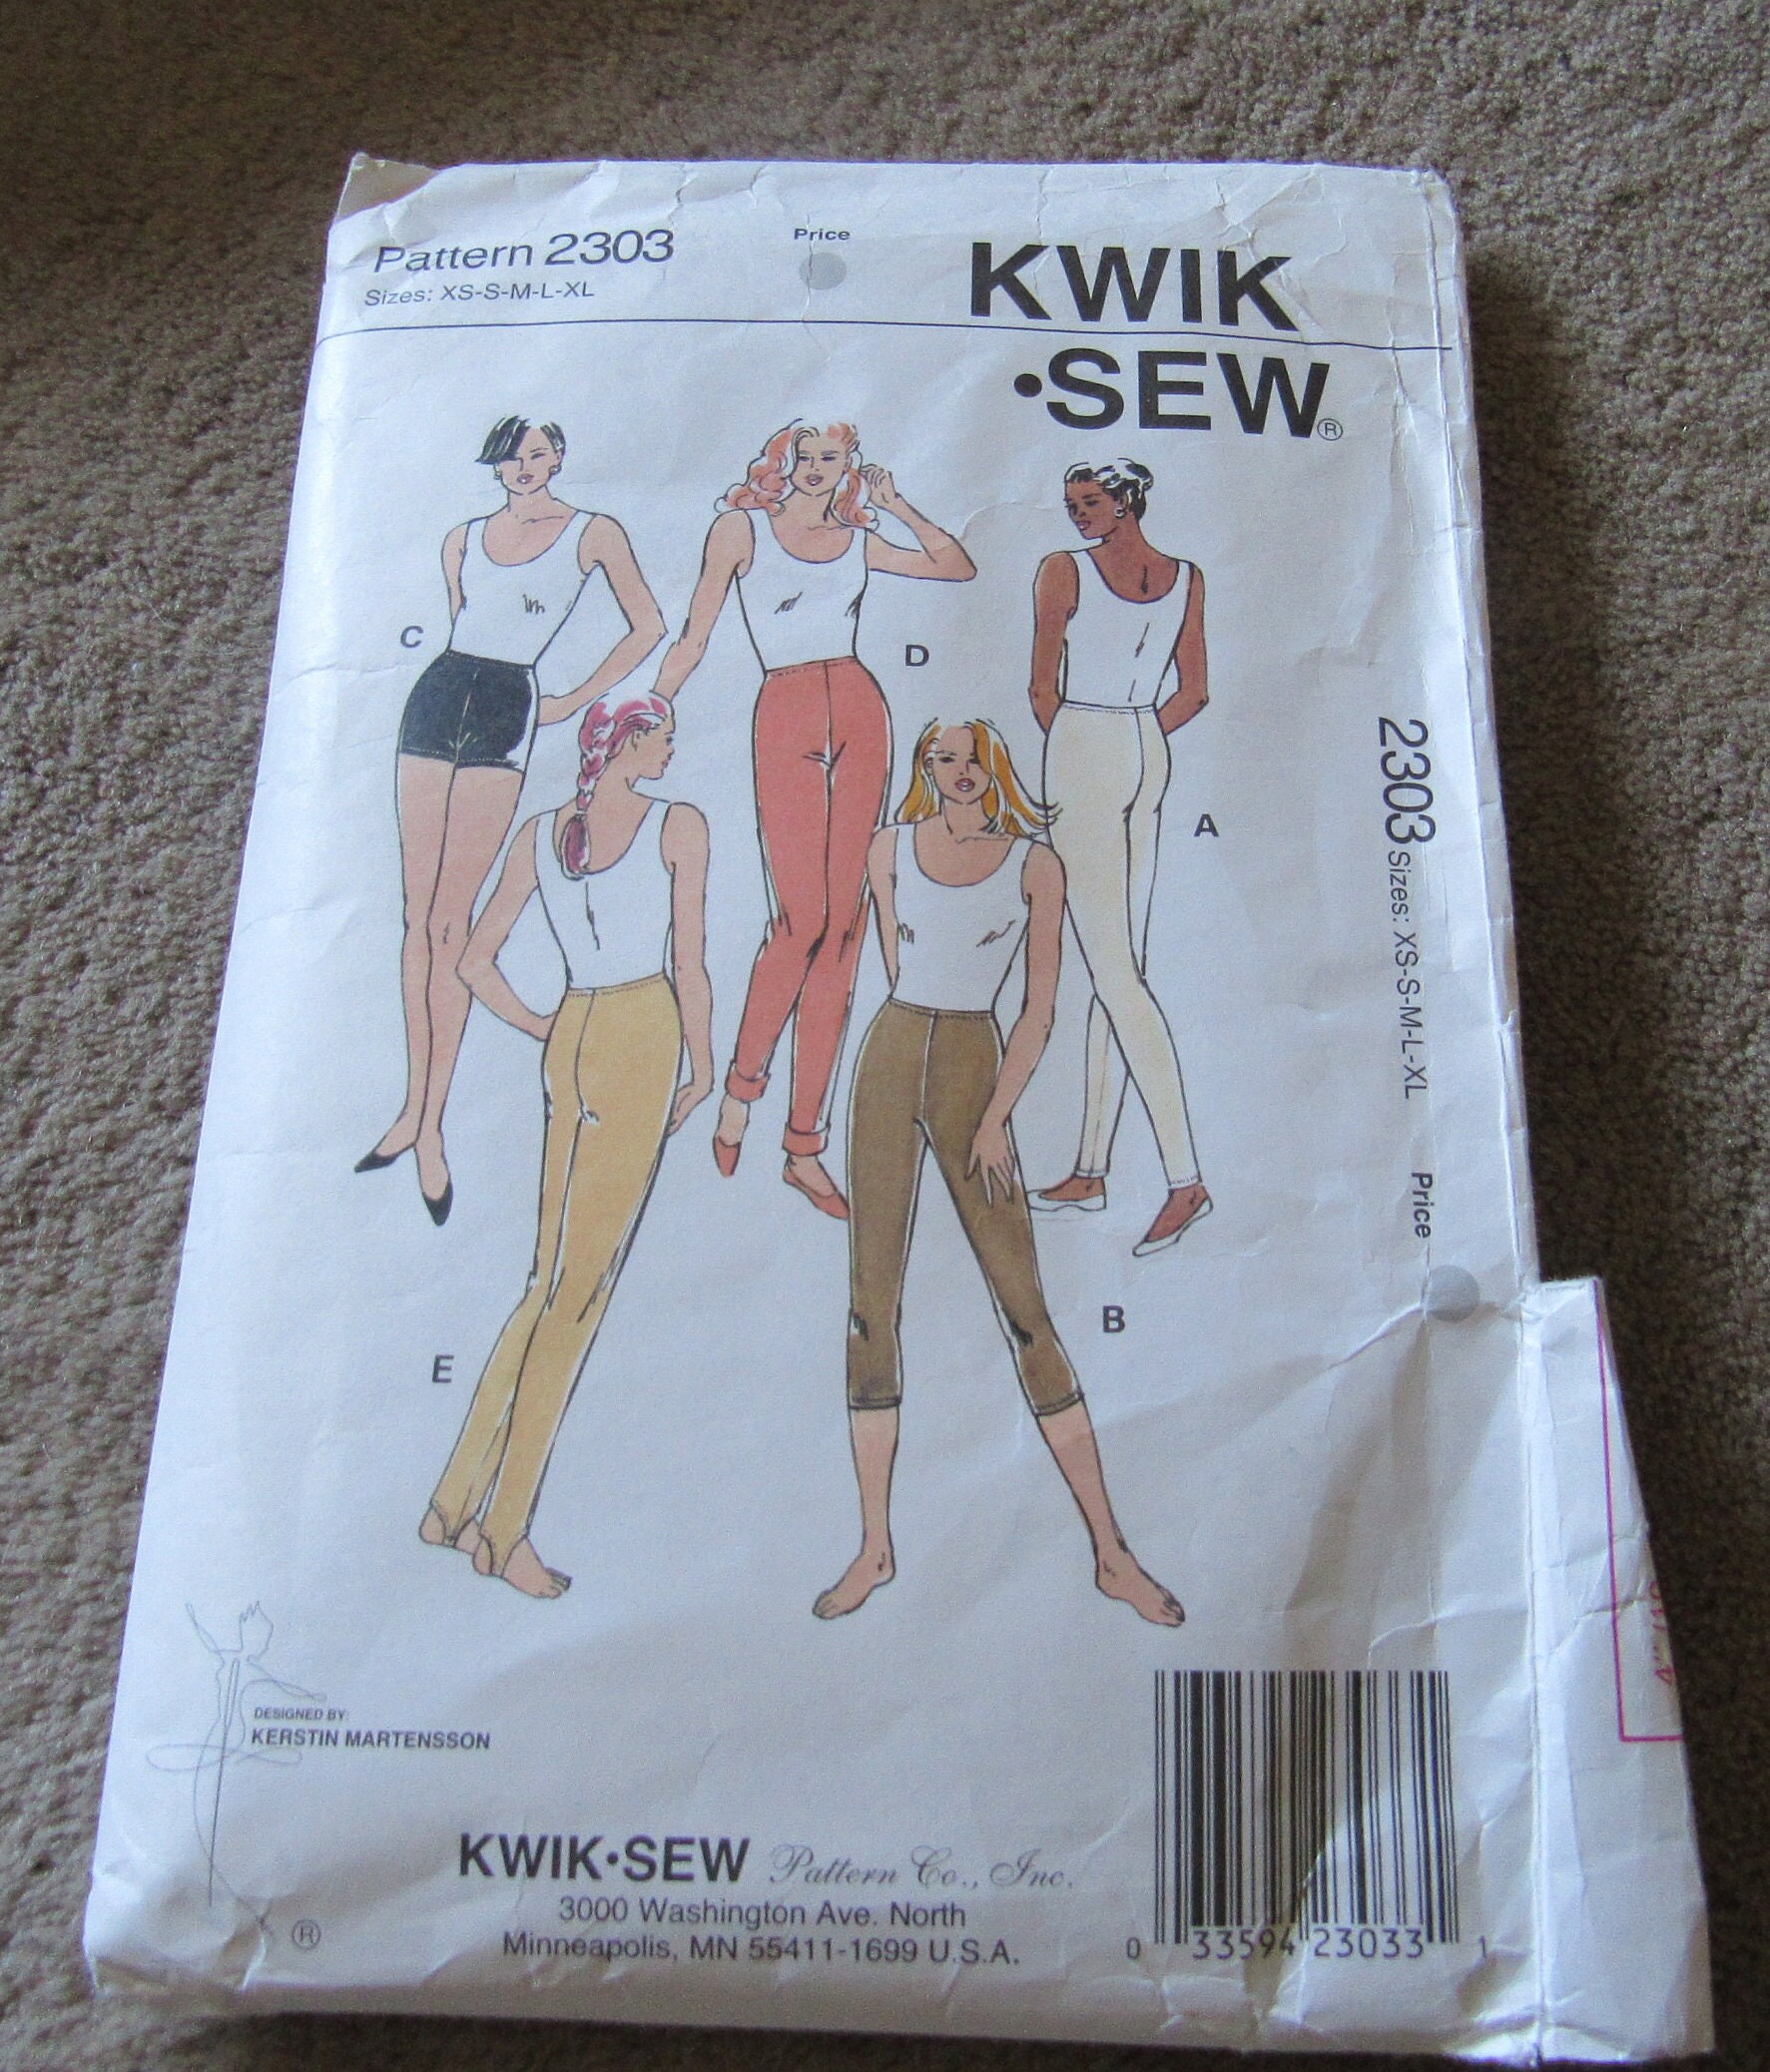 Pattern 2303
Sizes: XS-S-M-L-XL
Price
KWIK
•SEW®
C
D
A
2303 Sizes: XS-S-M-L-XL Price
B
E
DESIGNED BY:
KERSTIN MARTENSSON
®
KWIK•SEW Pattern Co., Inc.
3000 Washington Ave. North
Minneapolis, MN 55411-1699 U.S.A.
0 33594 23033 1